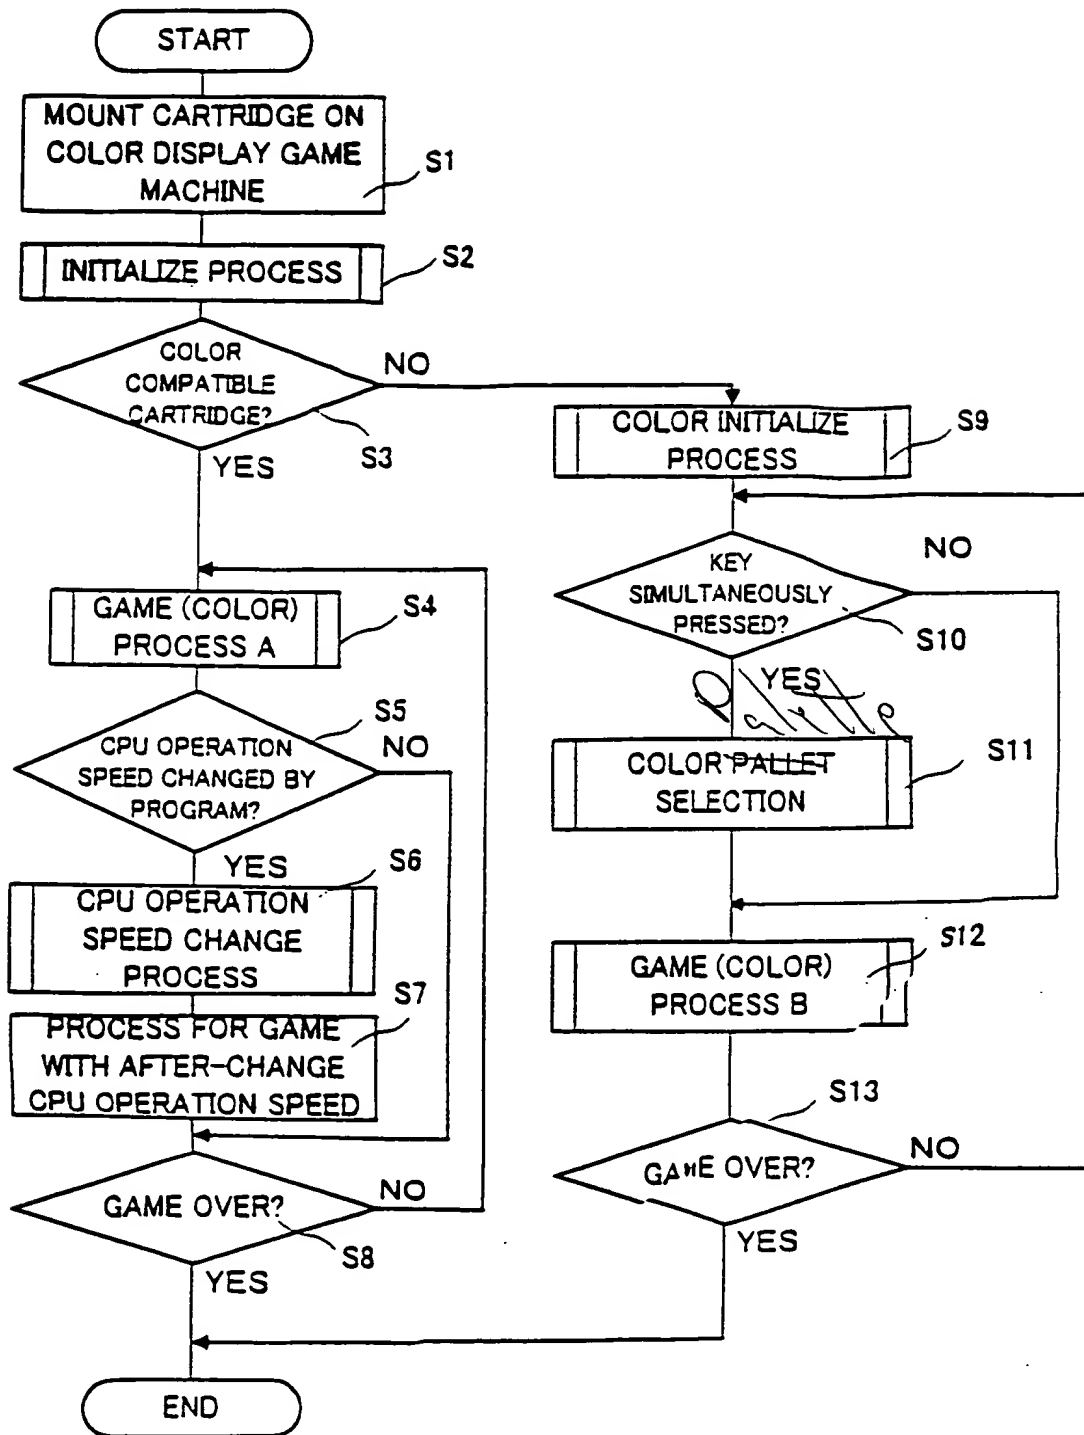 START
MOUNT CARTRIDGE ON
COLOR DISPLAY GAME
MACHINE
S1
INITIALIZE PROCESS
S2
COLOR
COMPATIBLE
CARTRIDGE?
S3
NO
YES
GAME (COLOR)
PROCESS A
S4
CPU OPERATION
SPEED CHANGED BY
PROGRAM?
S5
NO
YES
CPU OPERATION
SPEED CHANGE
PROCESS
S6
PROCESS FOR GAME
WITH AFTER-CHANGE
CPU OPERATION SPEED
S7
GAME OVER?
S8
NO
YES
COLOR INITIALIZE
PROCESS
S9
KEY
SIMULTANEOUSLY
PRESSED?
S10
NO
YES
COLOR PALLET
SELECTION
S11
GAME (COLOR)
PROCESS B
S12
GAME OVER?
S13
NO
YES
END